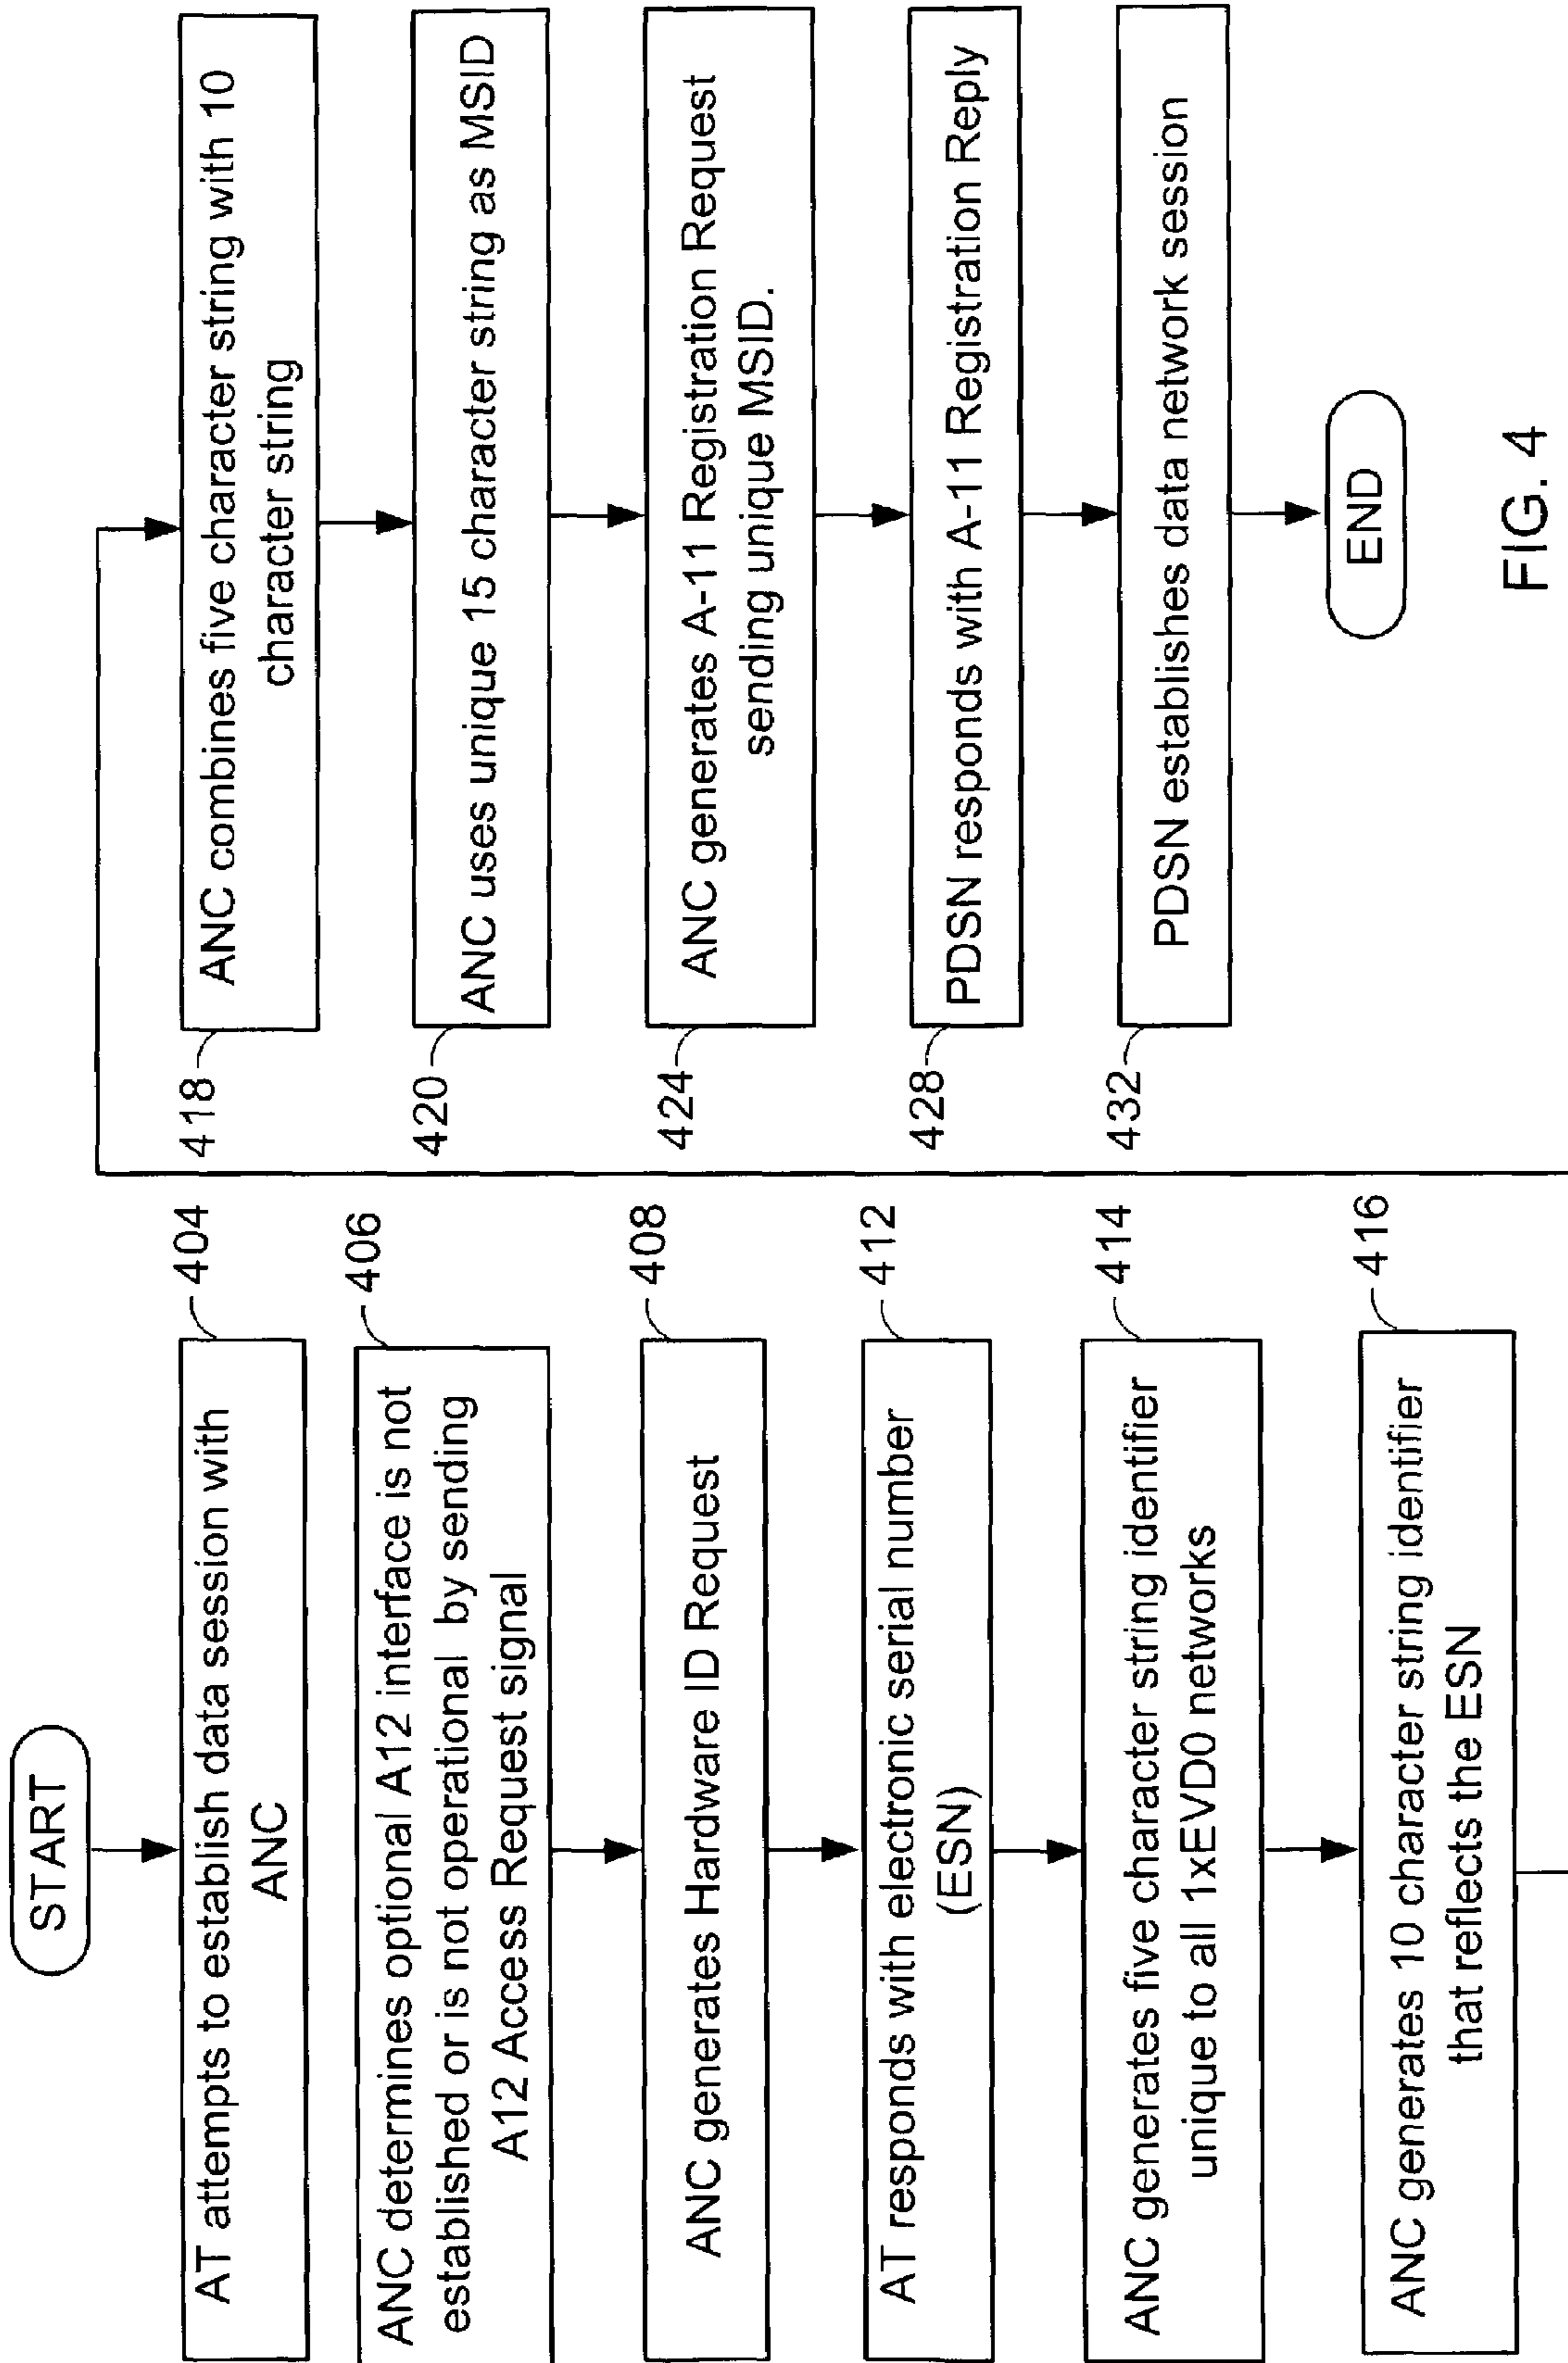 START
AT attempts to establish data session with
ANC
404
ANC determines optional A12 interface is not
established or is not operational by sending
A12 Access Request signal
406
ANC generates Hardware ID Request
408
AT responds with electronic serial number
(ESN)
412
ANC generates five character string identifier
unique to all 1xEVD0 networks
414
ANC generates 10 character string identifier
that reflects the ESN
416
ANC combines five character string with 10
character string
418
ANC uses unique 15 character string as MSID
420
ANC generates A-11 Registration Request
sending unique MSID.
424
PDSN responds with A-11 Registration Reply
428
PDSN establishes data network session
432
END
FIG. 4